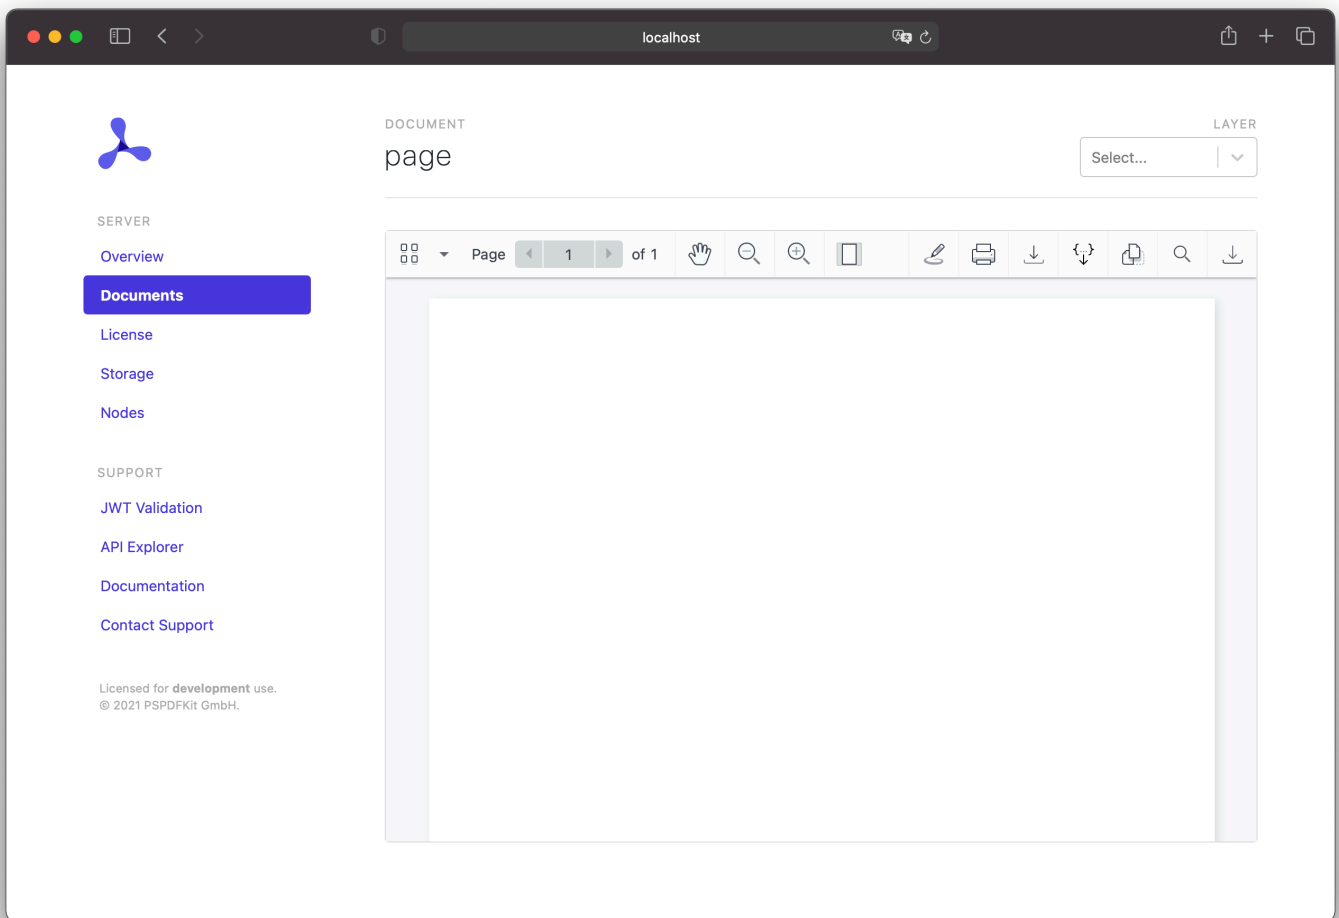 localhost
DOCUMENT
page
LAYER
Select...
SERVER
Overview
Documents
License
Storage
Nodes
SUPPORT
JWT Validation
API Explorer
Documentation
Contact Support
Licensed for development use.
© 2021 PSPDFKit GmbH.
Page 1 of 1